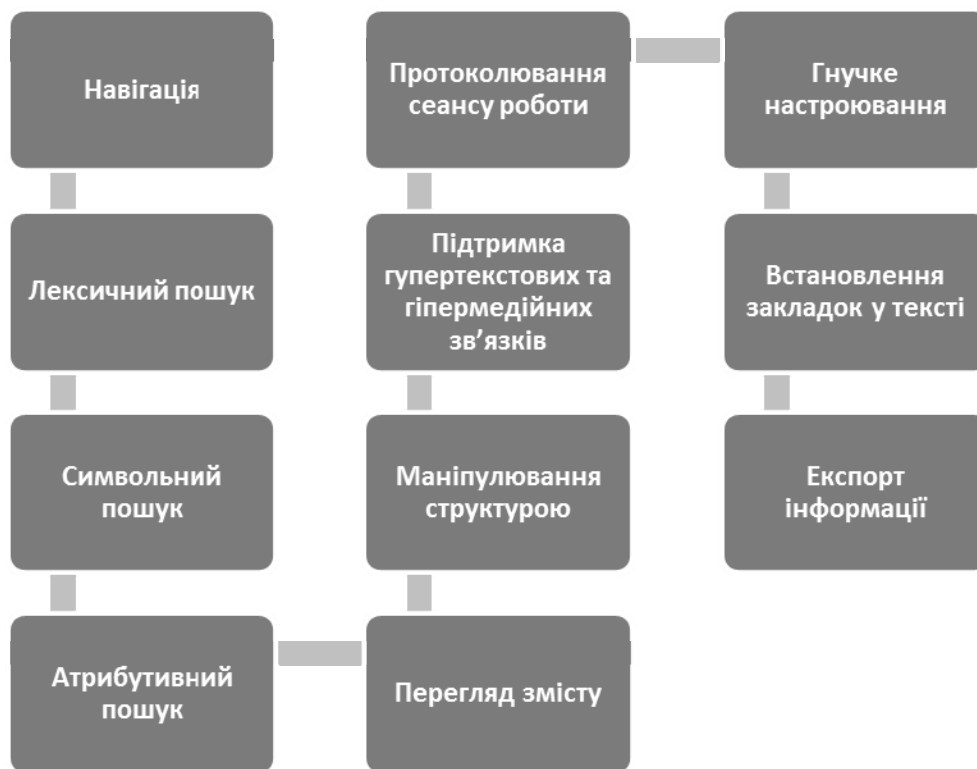 Навігація
Лексичний пошук
Символьний
пошук
Атрибутивний
пошук
Перегляд змісту
Маніпулювання
структурою
Підтримка
гупертекстових та
гіпермедійних
зв’язків
Протоколювання
сеансу роботи
Гнучке
настроювання
Встановлення
закладок у тексті
Експорт
інформації